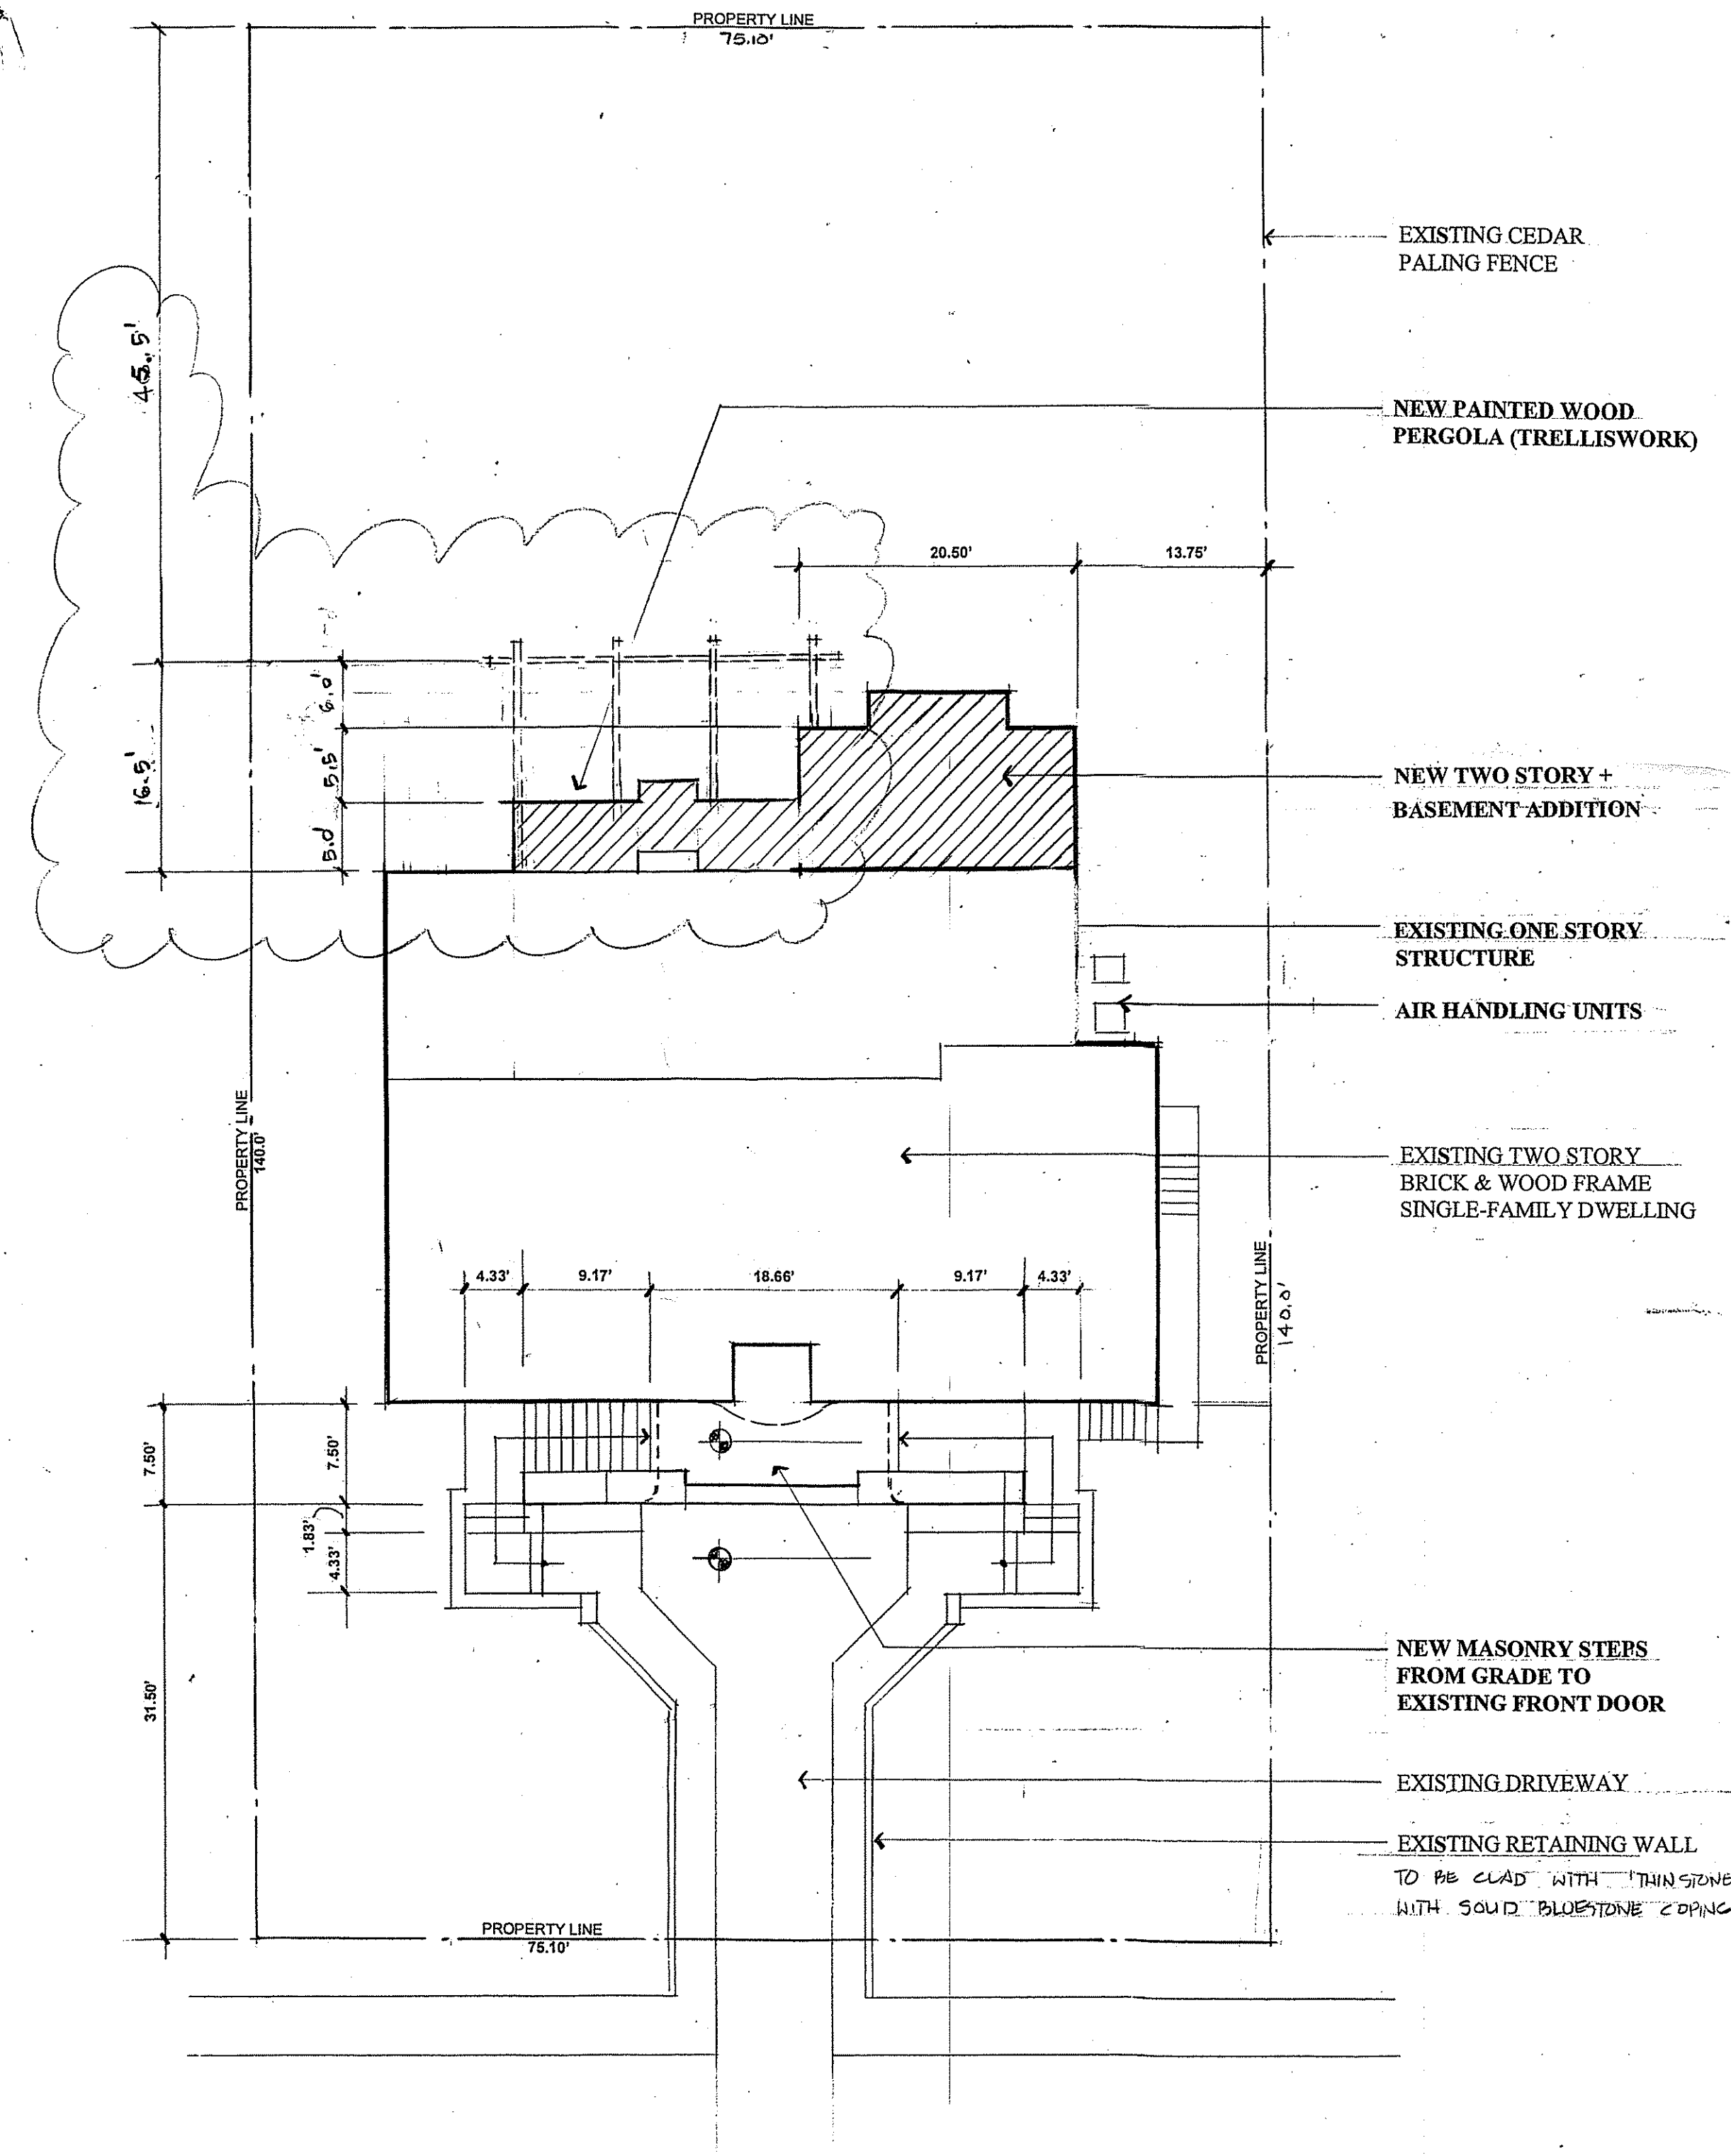 PROPERTY LINE
75.10'
EXISTING CEDAR
PALING FENCE
45.5'
NEW PAINTED WOOD
PERGOLA (TRELLISWORK)
20.50'
13.75'
6.0'
16.5'
5.5'
5.0
NEW TWO STORY +
BASEMENT ADDITION
EXISTING ONE STORY
STRUCTURE
AIR HANDLING UNITS
PROPERTY LINE
140.0'
EXISTING TWO STORY
BRICK & WOOD FRAME
SINGLE-FAMILY DWELLING
PROPERTY LINE
140.0'
4.33'
9.17'
18.66'
9.17'
4.33'
7.50'
7.50'
1.83'
4.33'
31.50'
NEW MASONRY STEPS
FROM GRADE TO
EXISTING FRONT DOOR
EXISTING DRIVEWAY
EXISTING RETAINING WALL
TO BE CLAD WITH 'THINSTONE
WITH SOLID BLUESTONE COPING
PROPERTY LINE
75.10'